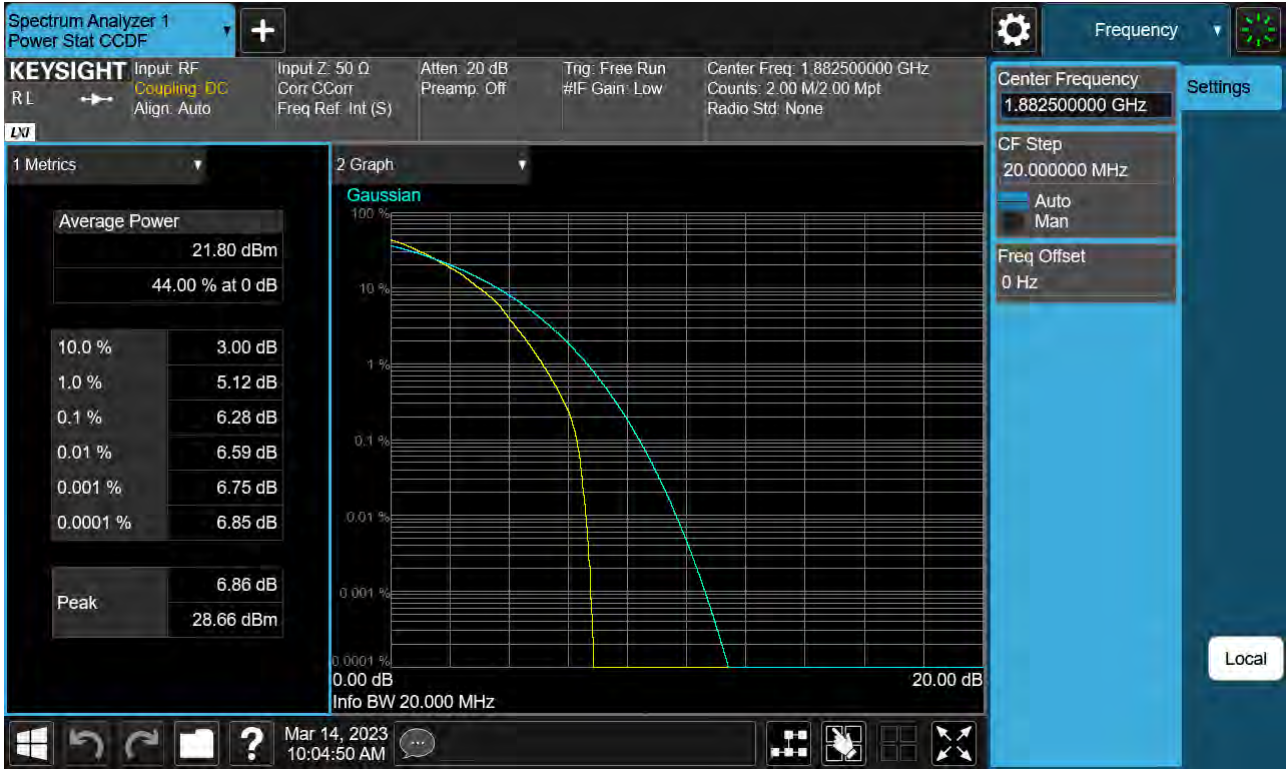 Spectrum Analyzer 1
Power Stat CCDF
Frequency
KEYSIGHT
R L
LXI
Input: RF
Coupling: DC
Align: Auto
Input Z: 50 Ω
Corr CCorr
Freq Ref: Int (S)
Atten: 20 dB
Preamp: Off
Trig: Free Run
#IF Gain: Low
Center Freq: 1.882500000 GHz
Counts: 2.00 M/2.00 Mpt
Radio Std: None
Center Frequency
1.882500000 GHz
Settings
CF Step
20.000000 MHz
Auto
Man
Freq Offset
0 Hz
Local
1 Metrics
Average Power
21.80 dBm
44.00 % at 0 dB
10.0 % 3.00 dB
1.0 % 5.12 dB
0.1 % 6.28 dB
0.01 % 6.59 dB
0.001 % 6.75 dB
0.0001 % 6.85 dB
Peak
6.86 dB
28.66 dBm
2 Graph
Gaussian
100 %
10 %
1 %
0.1 %
0.01 %
0.001 %
0.0001 %
0.00 dB 20.00 dB
Info BW 20.000 MHz
?
Mar 14, 2023
10:04:50 AM